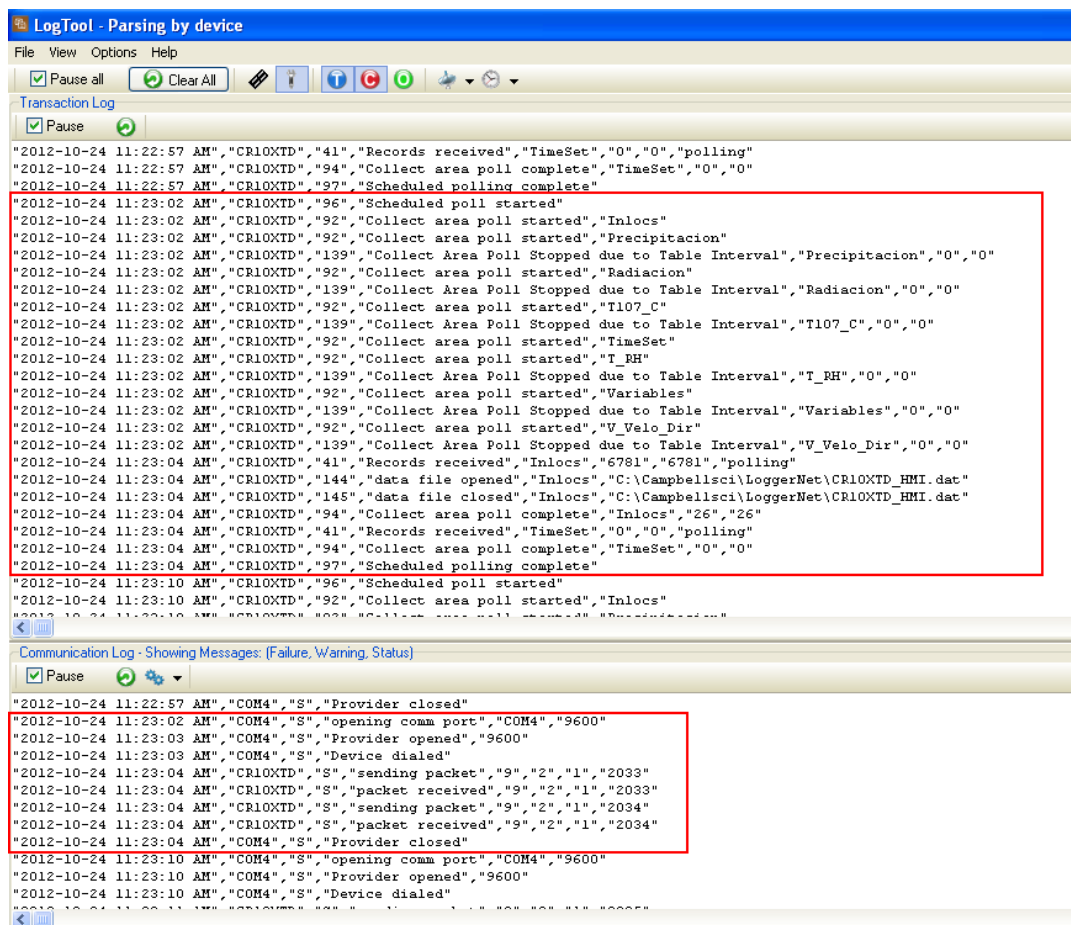 LogTool - Parsing by device
File View Options Help
Pause all Clear All T C O
Transaction Log
Pause
"2012-10-24 11:22:57 AM","CR10XTD","41","Records received","TimeSet","0","0","polling"
"2012-10-24 11:22:57 AM","CR10XTD","94","Collect area poll complete","TimeSet","0","0"
"2012-10-24 11:22:57 AM","CR10XTD","97","Scheduled polling complete"
"2012-10-24 11:23:02 AM","CR10XTD","96","Scheduled poll started"
"2012-10-24 11:23:02 AM","CR10XTD","92","Collect area poll started","Inlocs"
"2012-10-24 11:23:02 AM","CR10XTD","92","Collect area poll started","Precipitacion"
"2012-10-24 11:23:02 AM","CR10XTD","139","Collect Area Poll Stopped due to Table Interval","Precipitacion","0","0"
"2012-10-24 11:23:02 AM","CR10XTD","92","Collect area poll started","Radiacion"
"2012-10-24 11:23:02 AM","CR10XTD","139","Collect Area Poll Stopped due to Table Interval","Radiacion","0","0"
"2012-10-24 11:23:02 AM","CR10XTD","92","Collect area poll started","T107_C"
"2012-10-24 11:23:02 AM","CR10XTD","139","Collect Area Poll Stopped due to Table Interval","T107_C","0","0"
"2012-10-24 11:23:02 AM","CR10XTD","92","Collect area poll started","TimeSet"
"2012-10-24 11:23:02 AM","CR10XTD","92","Collect area poll started","T_RH"
"2012-10-24 11:23:02 AM","CR10XTD","139","Collect Area Poll Stopped due to Table Interval","T_RH","0","0"
"2012-10-24 11:23:02 AM","CR10XTD","92","Collect area poll started","Variables"
"2012-10-24 11:23:02 AM","CR10XTD","139","Collect Area Poll Stopped due to Table Interval","Variables","0","0"
"2012-10-24 11:23:02 AM","CR10XTD","92","Collect area poll started","V_Velo_Dir"
"2012-10-24 11:23:02 AM","CR10XTD","139","Collect Area Poll Stopped due to Table Interval","V_Velo_Dir","0","0"
"2012-10-24 11:23:04 AM","CR10XTD","41","Records received","Inlocs","6781","6781","polling"
"2012-10-24 11:23:04 AM","CR10XTD","144","data file opened","Inlocs","C:\Campbellsci\LoggerNet\CR10XTD_HMI.dat"
"2012-10-24 11:23:04 AM","CR10XTD","145","data file closed","Inlocs","C:\Campbellsci\LoggerNet\CR10XTD_HMI.dat"
"2012-10-24 11:23:04 AM","CR10XTD","94","Collect area poll complete","Inlocs","26","26"
"2012-10-24 11:23:04 AM","CR10XTD","41","Records received","TimeSet","0","0","polling"
"2012-10-24 11:23:04 AM","CR10XTD","94","Collect area poll complete","TimeSet","0","0"
"2012-10-24 11:23:04 AM","CR10XTD","97","Scheduled polling complete"
"2012-10-24 11:23:10 AM","CR10XTD","96","Scheduled poll started"
"2012-10-24 11:23:10 AM","CR10XTD","92","Collect area poll started","Inlocs"
"2012-10-24 11:23:10 AM","CR10XTD","92","Collect area poll started","Precipitacion"
Communication Log - Showing Messages: (Failure, Warning, Status)
Pause
"2012-10-24 11:22:57 AM","COM4","S","Provider closed"
"2012-10-24 11:23:02 AM","COM4","S","opening comm port","COM4","9600"
"2012-10-24 11:23:03 AM","COM4","S","Provider opened","9600"
"2012-10-24 11:23:03 AM","COM4","S","Device dialed"
"2012-10-24 11:23:04 AM","CR10XTD","S","sending packet","9","2","1","2033"
"2012-10-24 11:23:04 AM","CR10XTD","S","packet received","9","2","1","2033"
"2012-10-24 11:23:04 AM","CR10XTD","S","sending packet","9","2","1","2034"
"2012-10-24 11:23:04 AM","CR10XTD","S","packet received","9","2","1","2034"
"2012-10-24 11:23:04 AM","COM4","S","Provider closed"
"2012-10-24 11:23:10 AM","COM4","S","opening comm port","COM4","9600"
"2012-10-24 11:23:10 AM","COM4","S","Provider opened","9600"
"2012-10-24 11:23:10 AM","COM4","S","Device dialed"